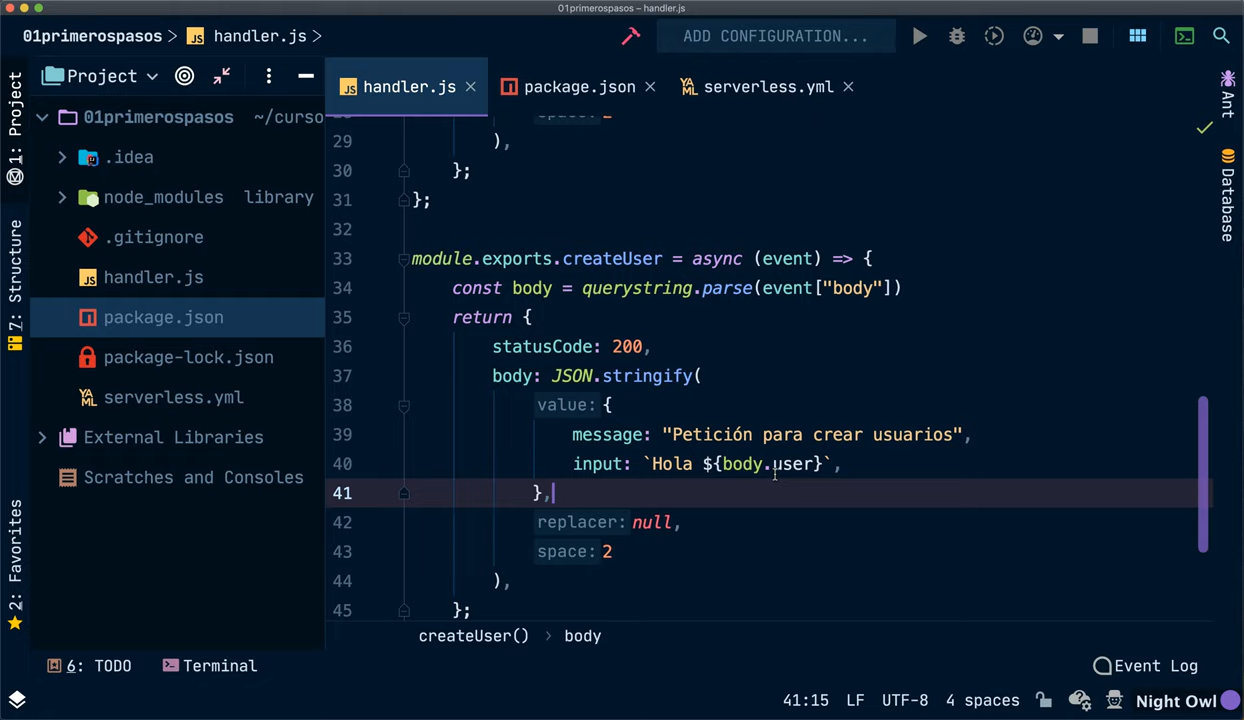 01primerospasos – handler.js
01primerospasos > handler.js >
ADD CONFIGURATION...
1: Project
7: Structure
2: Favorites
Project
01primerospasos ~/curso
.idea
node_modules library
.gitignore
handler.js
package.json
package-lock.json
serverless.yml
External Libraries
Scratches and Consoles
handler.js
package.json
serverless.yml
29 ),
30 };
31 };
32
33 module.exports.createUser = async (event) => {
34 const body = querystring.parse(event["body"])
35 return {
36 statusCode: 200,
37 body: JSON.stringify(
38 value: {
39 message: "Petición para crear usuarios",
40 input: `Hola ${body.user}`,
41 },
42 replacer: null,
43 space: 2
44 ),
45 };
createUser() > body
Ant
Database
6: TODO
Terminal
Event Log
41:15 LF UTF-8 4 spaces Night Owl